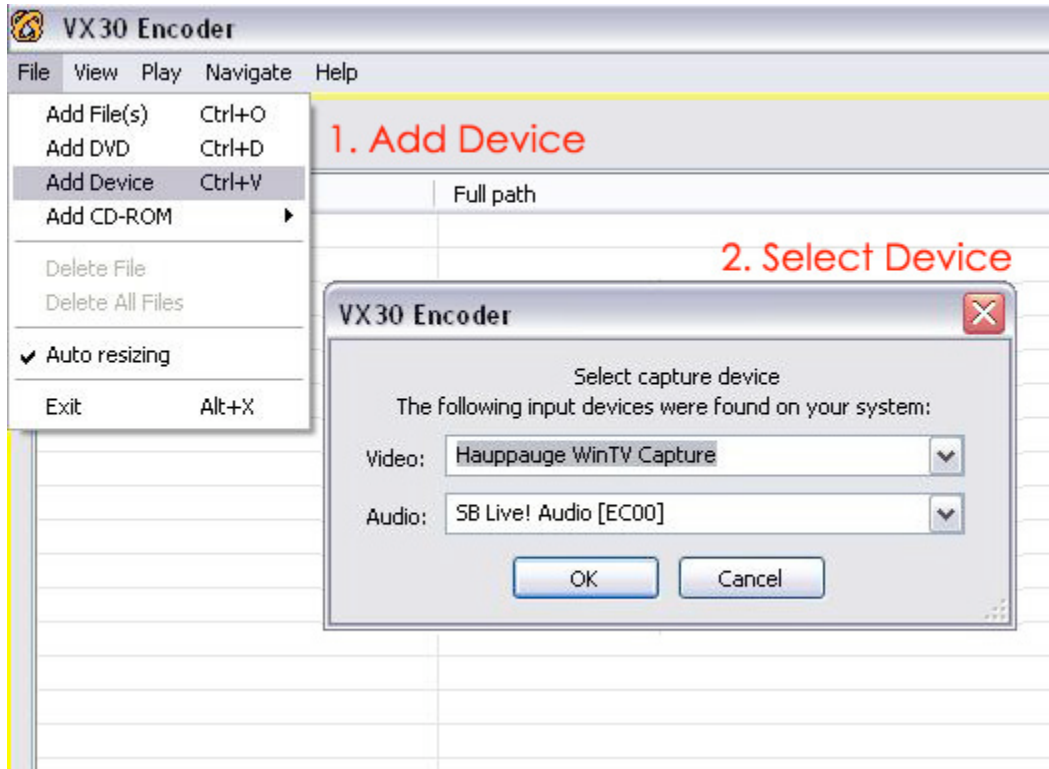 VX30 Encoder
File View Play Navigate Help
Add File(s) Ctrl+O
Add DVD Ctrl+D
Add Device Ctrl+V
Add CD-ROM
Delete File
Delete All Files
Auto resizing
Exit Alt+X
1. Add Device
Full path
2. Select Device
VX30 Encoder
Select capture device
The following input devices were found on your system:
Video: Hauppauge WinTV Capture
Audio: SB Live! Audio [EC00]
OK Cancel